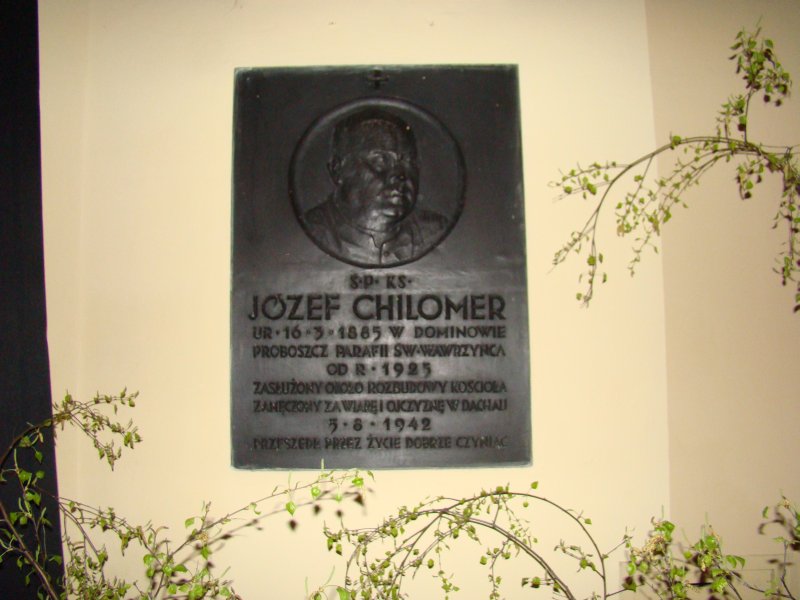 Ś·P· KS·
JÓZEF CHILOMER
UR·16·3·1885 W DOMINOWIE
PROBOSZCZ PARAFII ŚW·WAWRZYŃCA
OD R·1925
ZASŁUŻONY OKOŁO ROZBUDOWY KOŚCIOŁA
ZAMĘCZONY ZA WIARĘ I OJCZYZNĘ W DACHAU
5·8·1942
PRZESZEDŁ PRZEZ ŻYCIE DOBRZE CZYNIĄC